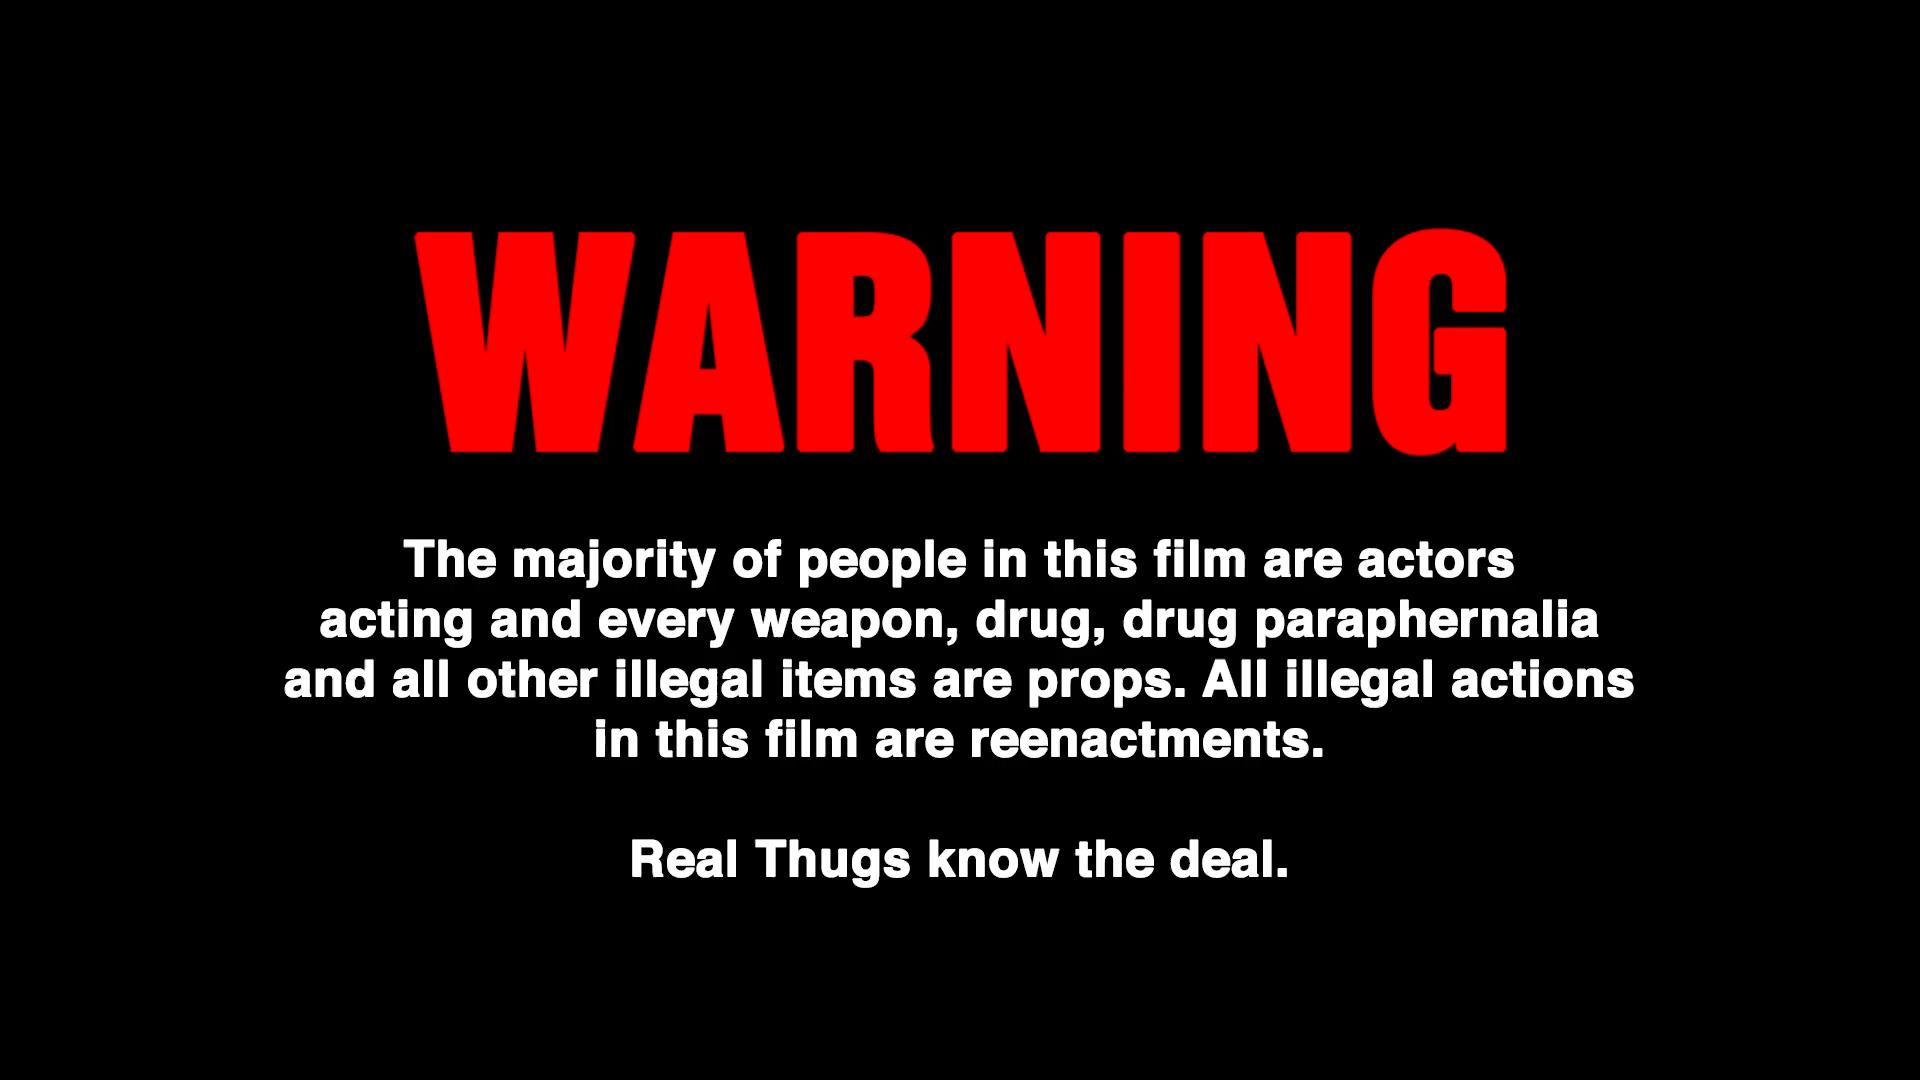 WARNING
The majority of people in this film are actors
acting and every weapon, drug, drug paraphernalia
and all other illegal items are props. All illegal actions
in this film are reenactments.
Real Thugs know the deal.